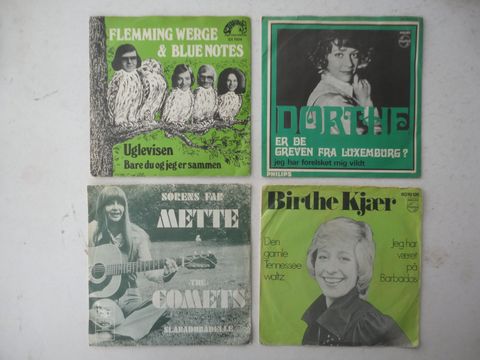 FLEMMING WERGE
& BLUE NOTES
Uglevisen
Bare du og jeg er sammen
DORTHE
ER DE
GREVEN FRA LUXEMBURG?
jeg har forelsket mig vildt
PHILIPS
SØRENS FAR
METTE
THE
COMETS
Birthe Kjær
Den
gamle
Tennessee
waltz
Jeg har
været
på
Barbados